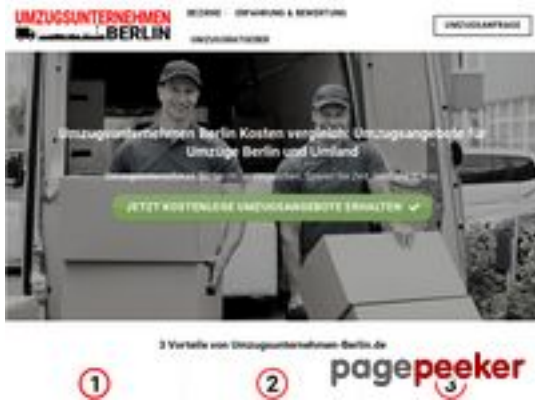 UMZUGSUNTERNEHMEN
BERLIN
BEZIRKE
ERFAHRUNG & BEWERTUNG
UMZUGSRATGEBER
UMZUGSANFRAGE
Umzugsunternehmen Berlin Kosten vergleich: Umzugsangebote für
Umzüge Berlin und Umland
JETZT KOSTENLOSE UMZUGSANGEBOTE ERHALTEN
3 Vorteile von Umzugsunternehmen-Berlin.de
1
2
3
pagepeeker